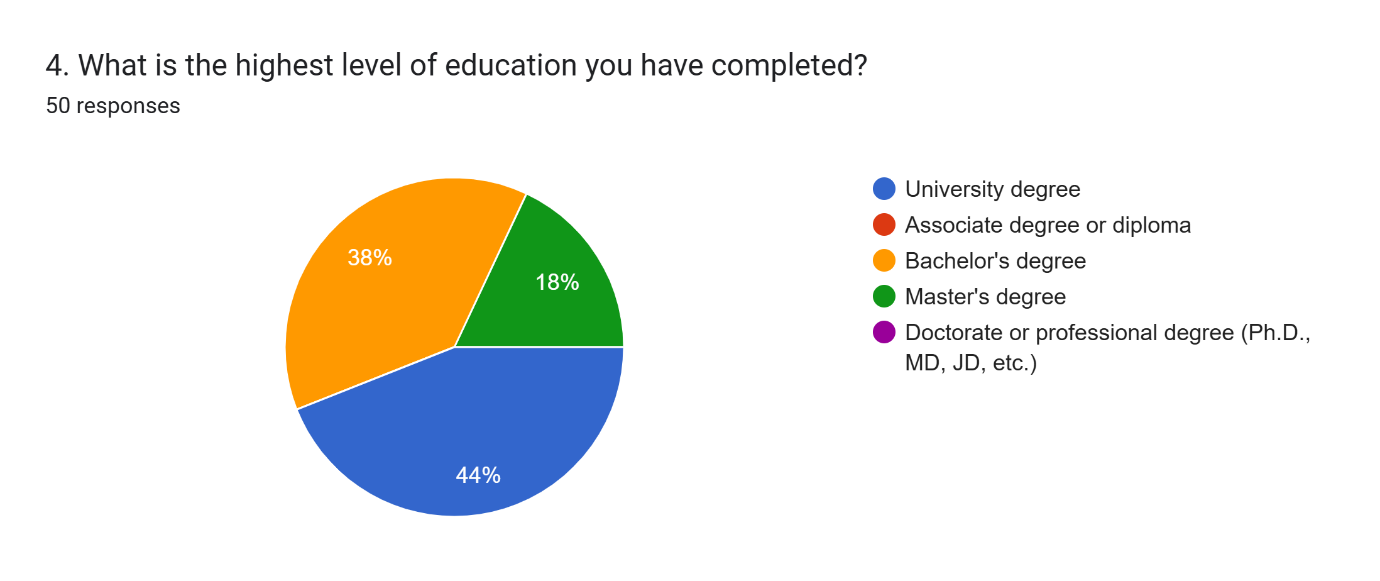 4. What is the highest level of education you have completed?
50 responses
38%
18%
44%
University degree
Associate degree or diploma
Bachelor's degree
Master's degree
Doctorate or professional degree (Ph.D.,
MD, JD, etc.)